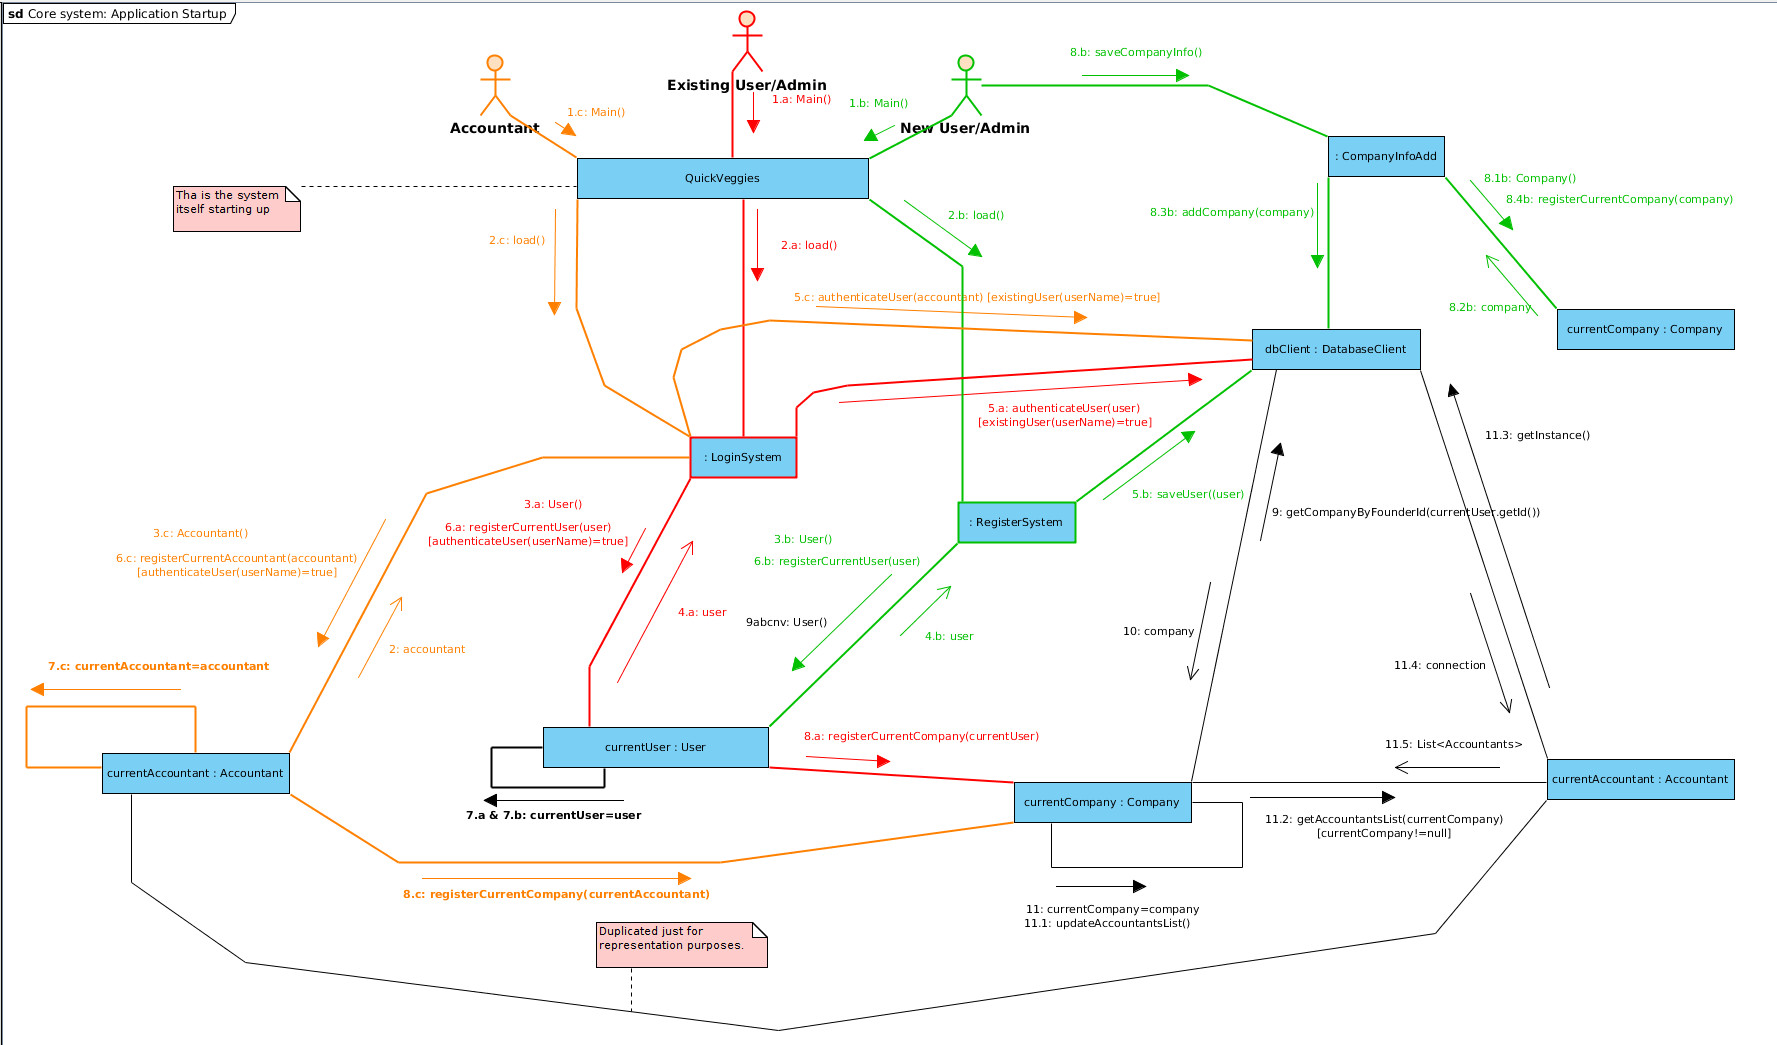 sd Core system: Application Startup
8.b: saveCompanyInfo()
Existing User/Admin
1.a: Main()
1.b: Main()
1.c: Main()
Accountant
New User/Admin
: CompanyInfoAdd
QuickVeggies
8.1b: Company()
8.4b: registerCurrentCompany(company)
Tha is the system
itself starting up
2.b: load()
8.3b: addCompany(company)
2.c: load()
2.a: load()
5.c: authenticateUser(accountant) [existingUser(userName)=true]
8.2b: company
currentCompany : Company
dbClient : DatabaseClient
5.a: authenticateUser(user)
[existingUser(userName)=true]
11.3: getInstance()
: LoginSystem
5.b: saveUser((user)
3.a: User()
9: getCompanyByFounderId(currentUser.getId())
6.a: registerCurrentUser(user)
[authenticateUser(userName)=true]
: RegisterSystem
3.c: Accountant()
3.b: User()
6.c: registerCurrentAccountant(accountant)
[authenticateUser(userName)=true]
6.b: registerCurrentUser(user)
4.a: user
9abcnv: User()
10: company
4.b: user
2: accountant
7.c: currentAccountant=accountant
11.4: connection
8.a: registerCurrentCompany(currentUser)
currentUser : User
11.5: List<Accountants>
currentAccountant : Accountant
currentAccountant : Accountant
currentCompany : Company
7.a & 7.b: currentUser=user
11.2: getAccountantsList(currentCompany)
[currentCompany!=null]
8.c: registerCurrentCompany(currentAccountant)
11: currentCompany=company
11.1: updateAccountantsList()
Duplicated just for
representation purposes.